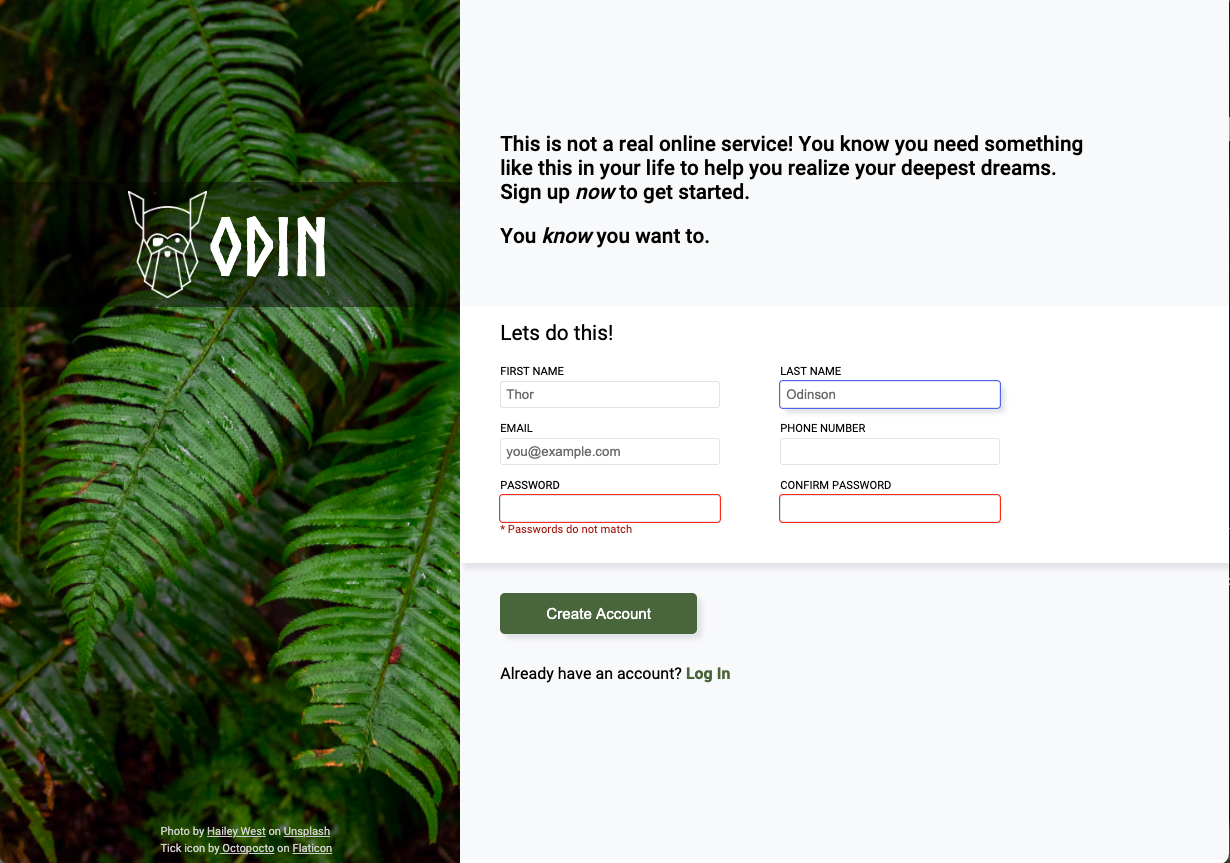 ODIN
Photo by Hailey West on Unsplash
Tick icon by Octopocto on Flaticon
This is not a real online service! You know you need something
like this in your life to help you realize your deepest dreams.
Sign up now to get started.
You know you want to.
Lets do this!
FIRST NAME
Thor
LAST NAME
Odinson
EMAIL
you@example.com
PHONE NUMBER
PASSWORD
* Passwords do not match
CONFIRM PASSWORD
Create Account
Already have an account? Log In